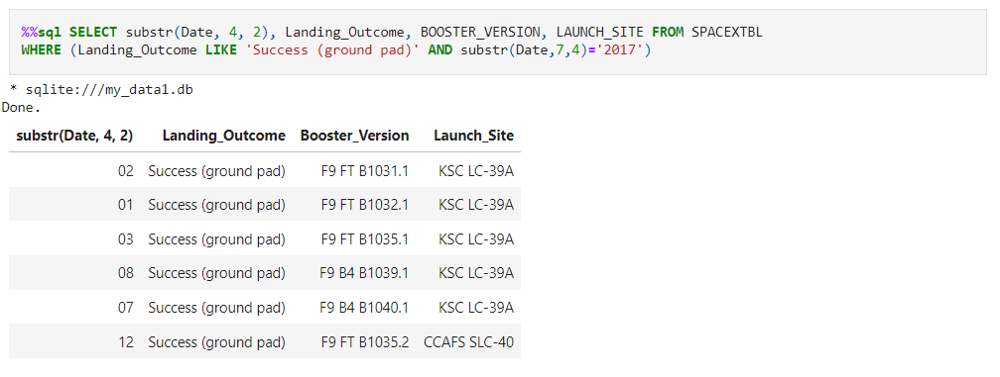 %%sql SELECT substr(Date, 4, 2), Landing_Outcome, BOOSTER_VERSION, LAUNCH_SITE FROM SPACEXTBL
WHERE (Landing_Outcome LIKE 'Success (ground pad)' AND substr(Date,7,4)='2017')
* sqlite:///my_data1.db
Done.
substr(Date, 4, 2) Landing_Outcome Booster_Version Launch_Site
02 Success (ground pad) F9 FT B1031.1 KSC LC-39A
01 Success (ground pad) F9 FT B1032.1 KSC LC-39A
03 Success (ground pad) F9 FT B1035.1 KSC LC-39A
08 Success (ground pad) F9 B4 B1039.1 KSC LC-39A
07 Success (ground pad) F9 B4 B1040.1 KSC LC-39A
12 Success (ground pad) F9 FT B1035.2 CCAFS SLC-40